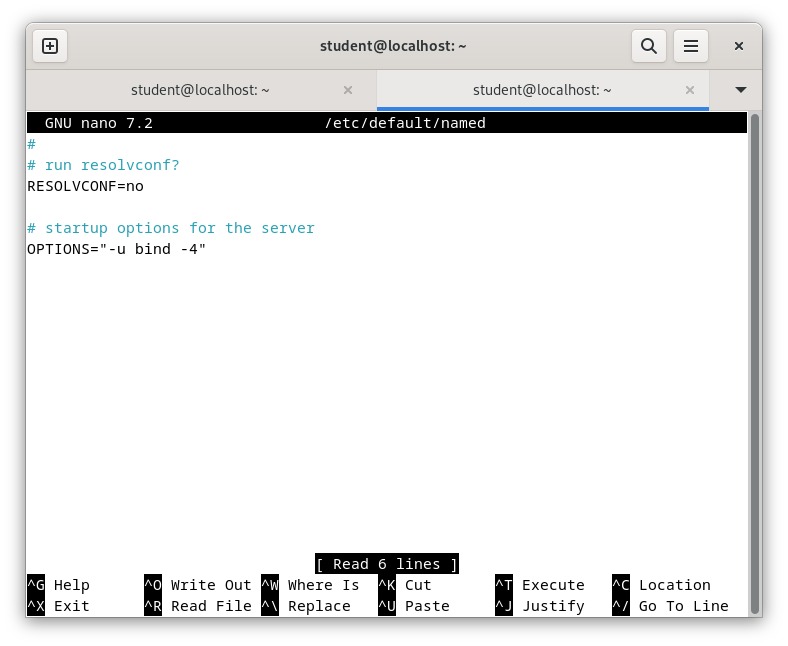 student@localhost: ~
student@localhost: ~
student@localhost: ~
GNU nano 7.2 /etc/default/named
#
# run resolvconf?
RESOLVCONF=no
# startup options for the server
OPTIONS="-u bind -4"
[ Read 6 lines ]
^G Help ^O Write Out ^W Where Is ^K Cut ^T Execute ^C Location
^X Exit ^R Read File ^\ Replace ^U Paste ^J Justify ^/ Go To Line